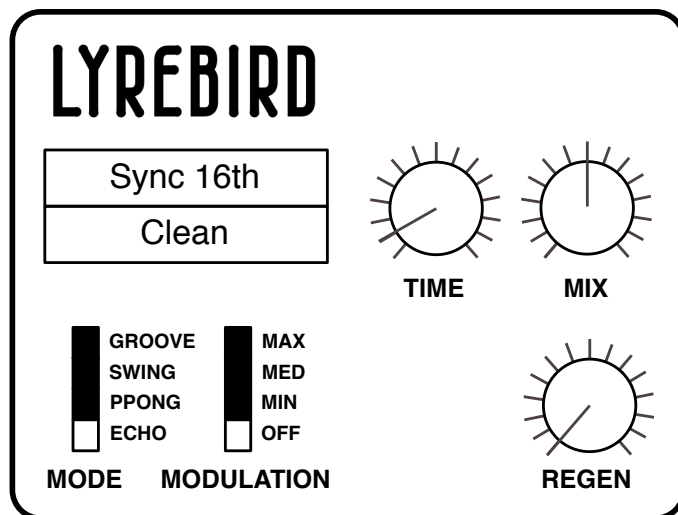 LYREBIRD
Sync 16th
Clean
TIME
MIX
GROOVE
SWING
PPONG
ECHO
MODE
MAX
MED
MIN
OFF
MODULATION
REGEN